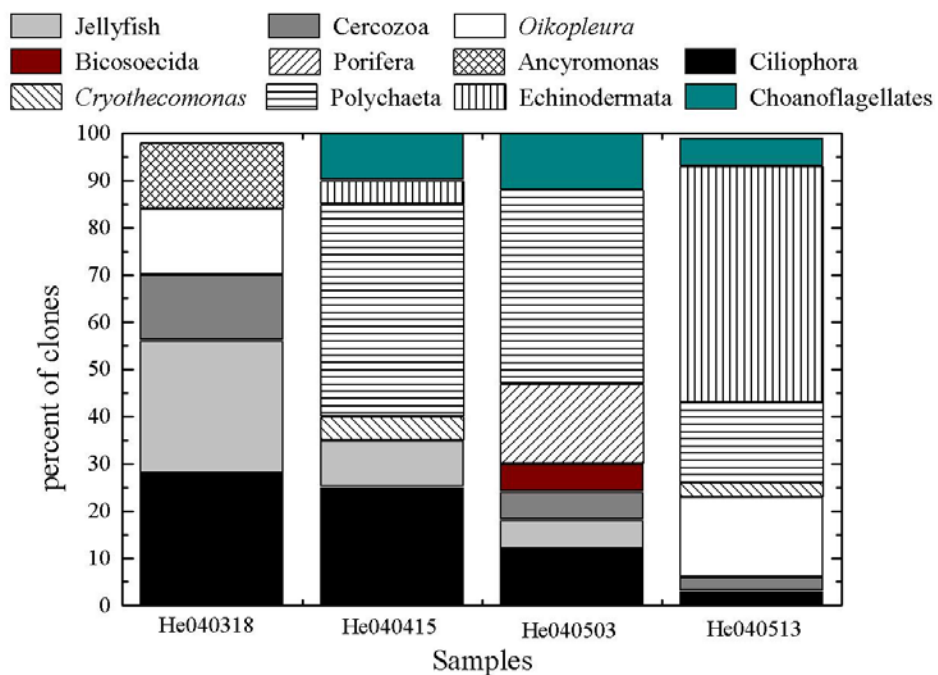 Jellyfish Cercozoa Oikopleura
Bicosoecida Porifera Ancyromonas Ciliophora
Cryothecomonas Polychaeta Echinodermata Choanoflagellates
100
90
80
70
60
50
40
30
20
10
0
percent of clones
He040318 He040415 He040503 He040513
Samples